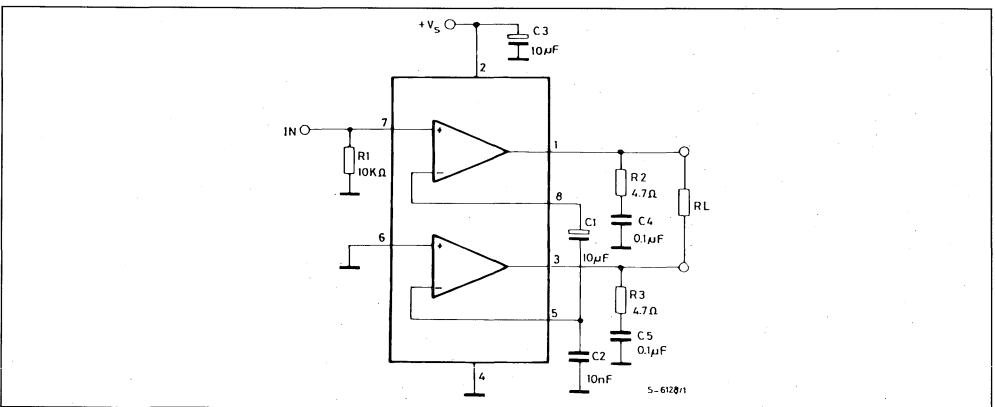 +VS
C3
10µF
2
IN
7
+
1
R1
10KΩ
R2
4.7Ω
RL
−
8
C1
C4
0.1µF
6
+
10µF
3
R3
4.7Ω
−
5
C5
0.1µF
C2
10nF
4
S-6128/1